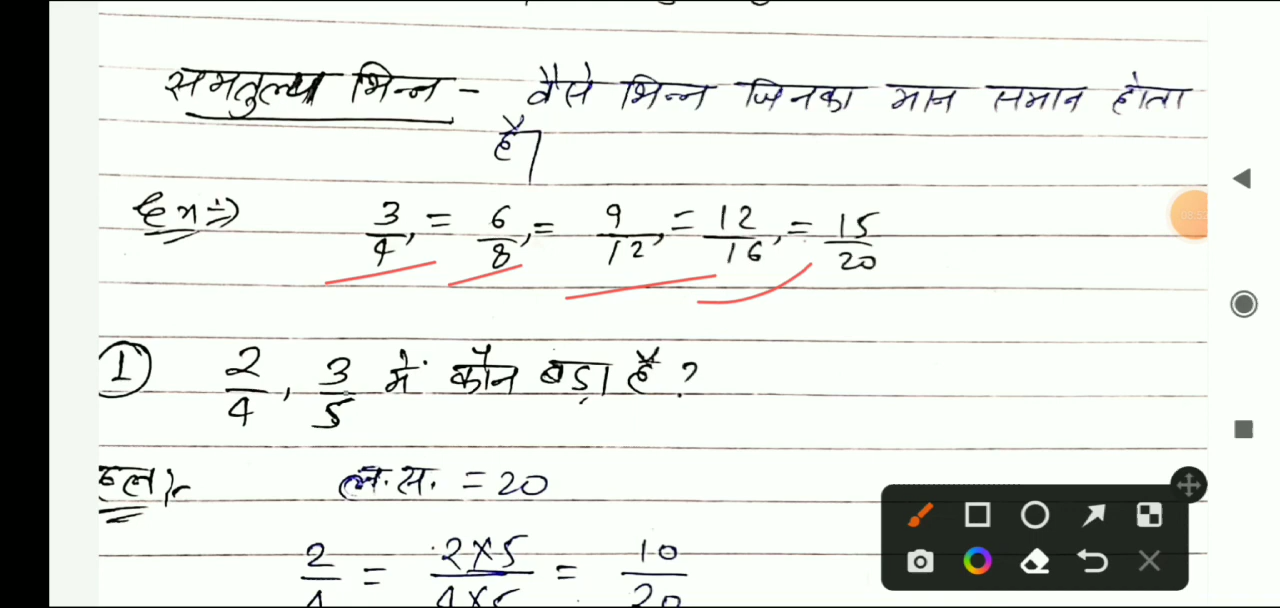 समतुल्य भिन्न - वैसे भिन्न जिनका मान समान होता
है।
Ex ⇒ 3/4, = 6/8, = 9/12, = 12/16, = 15/20
① 2/4, 3/5 में कौन बड़ा है ?
हल:- ल.स. = 20
2/4 = 2×5/4×5 = 10/20